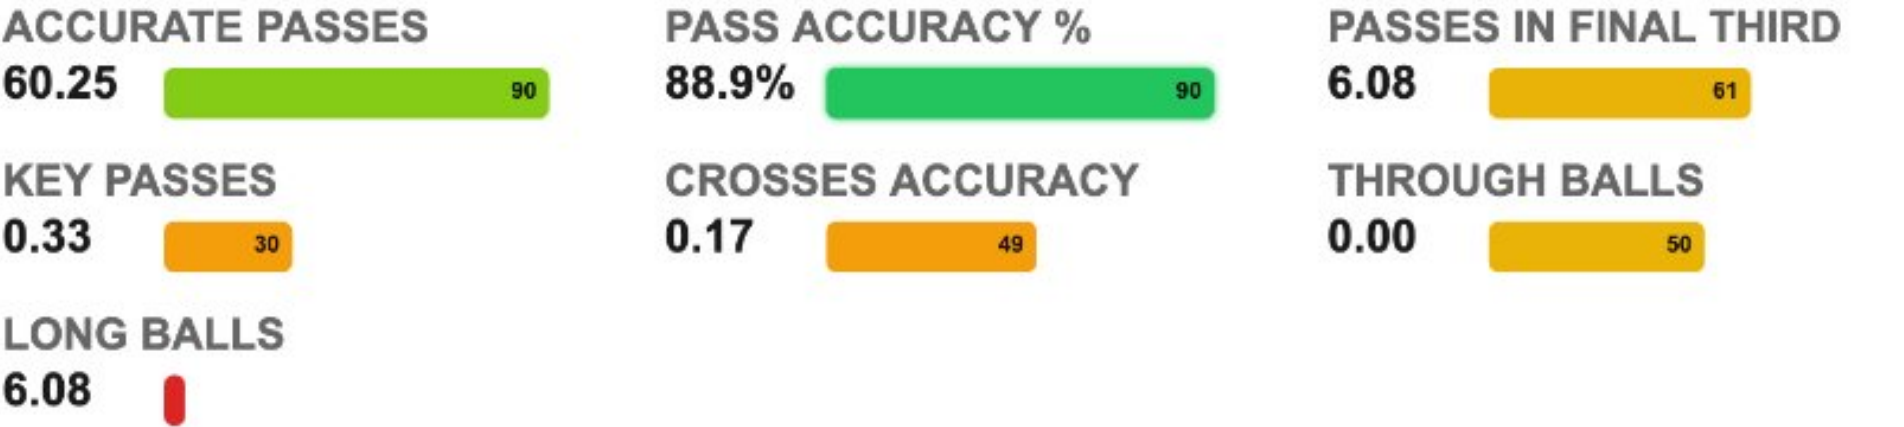 ACCURATE PASSES
60.25 90
PASS ACCURACY %
88.9% 90
PASSES IN FINAL THIRD
6.08 61
KEY PASSES
0.33 30
CROSSES ACCURACY
0.17 49
THROUGH BALLS
0.00 50
LONG BALLS
6.08